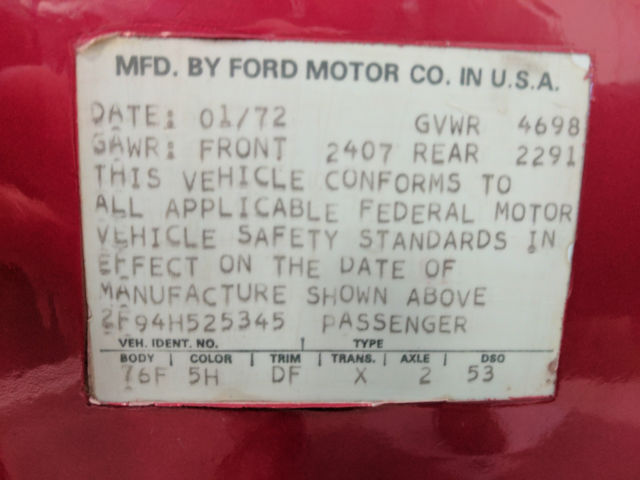 MFD. BY FORD MOTOR CO. IN U.S.A.
DATE: 01/72 GVWR 4698
GAWR: FRONT 2407 REAR 2291
THIS VEHICLE CONFORMS TO
ALL APPLICABLE FEDERAL MOTOR
VEHICLE SAFETY STANDARDS IN
EFFECT ON THE DATE OF
MANUFACTURE SHOWN ABOVE
2F94H525345 PASSENGER
VEH. IDENT. NO. TYPE
BODY | COLOR | TRIM | TRANS. | AXLE | DSO
76F 5H DF X 2 53